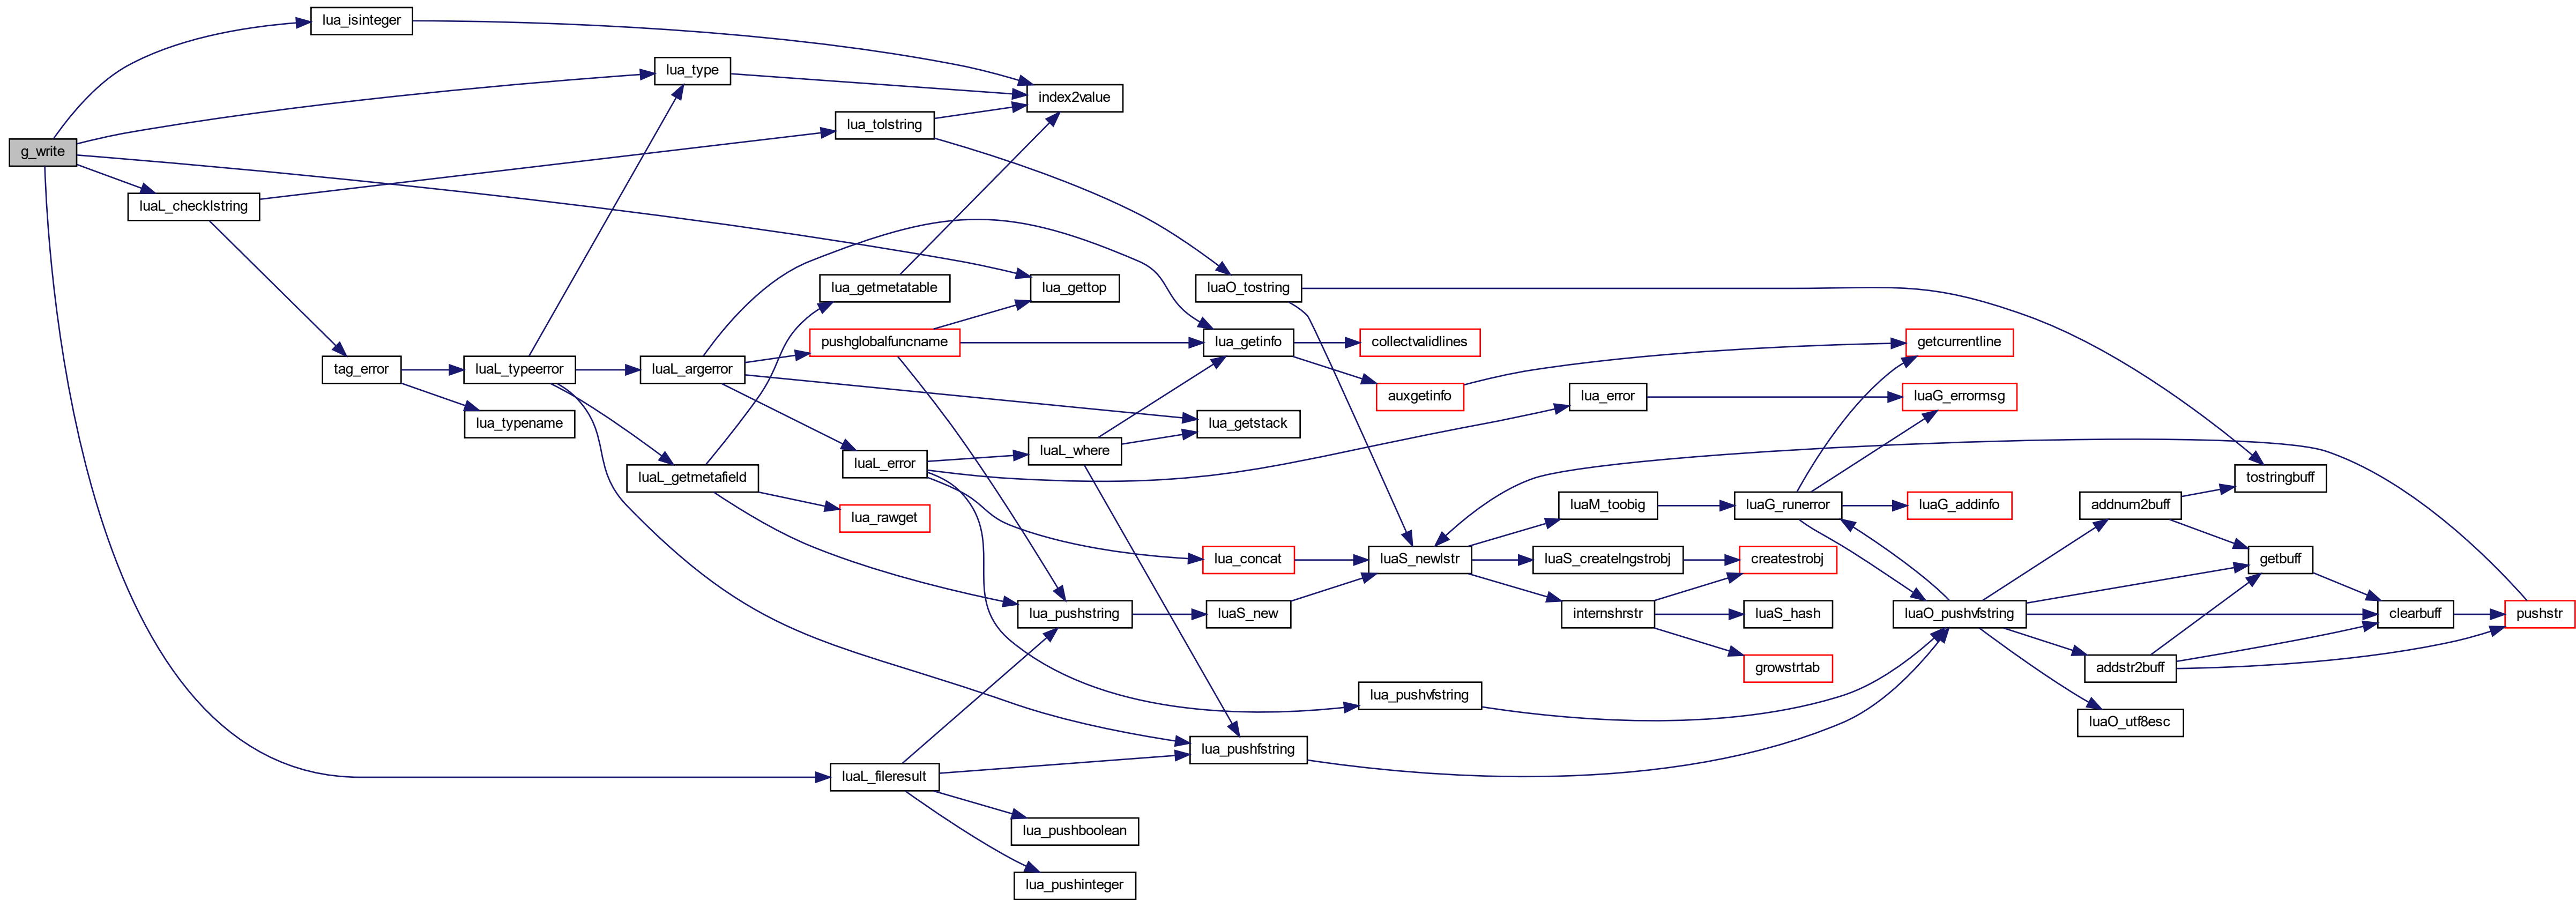 g_write
lua_isinteger
lua_type
index2value
lua_tolstring
luaL_checklstring
lua_getmetatable
lua_gettop
luaO_tostring
pushglobalfuncname
lua_getinfo
collectvalidlines
getcurrentline
tag_error
luaL_typeerror
luaL_argerror
auxgetinfo
lua_error
luaG_errormsg
lua_typename
lua_getstack
luaL_where
luaL_error
luaL_getmetafield
tostringbuff
lua_rawget
luaM_toobig
luaG_runerror
luaG_addinfo
addnum2buff
lua_concat
luaS_newlstr
luaS_createlngstrobj
createstrobj
getbuff
lua_pushstring
luaS_new
internshrstr
luaS_hash
luaO_pushvfstring
clearbuff
pushstr
growstrtab
addstr2buff
lua_pushvfstring
luaO_utf8esc
lua_pushfstring
luaL_fileresult
lua_pushboolean
lua_pushinteger